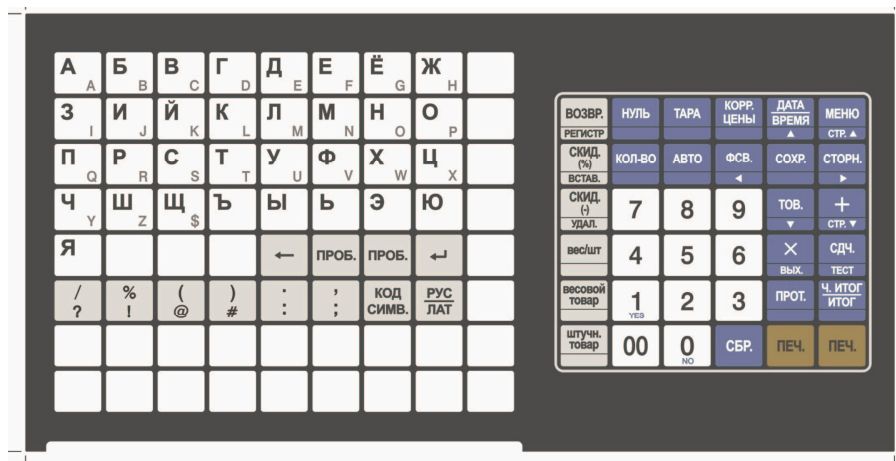 А A Б B В C Г D Д E Е F Ё G Ж H
З I И J Й K К L Л M М N Н O О P
П Q Р R С S Т T У U Ф V Х W Ц X
Ч Y Ш Z Щ $ Ъ Ы Ь Э Ю
Я ← ПРОБ. ПРОБ. ↵
/ ? % ! ( @ ) # . : , ; КОД СИМВ. РУС ЛАТ
ВОЗВР. РЕГИСТР НУЛЬ ТАРА КОРР. ЦЕНЫ ДАТА ВРЕМЯ ▲ МЕНЮ СТР. ▲
СКИД. (%) ВСТАВ. КОЛ-ВО АВТО ФСВ. ◀ СОХР. СТОРН. ▶
СКИД. (-) УДАЛ. 7 8 9 ТОВ. ▼ + СТР. ▼
вес/шт 4 5 6 × ВЫХ. СДЧ. ТЕСТ
весовой товар 1 YES 2 3 ПРОТ. Ч. ИТОГ ИТОГ
штучн. товар 00 0 NO СБР. ПЕЧ. ПЕЧ.